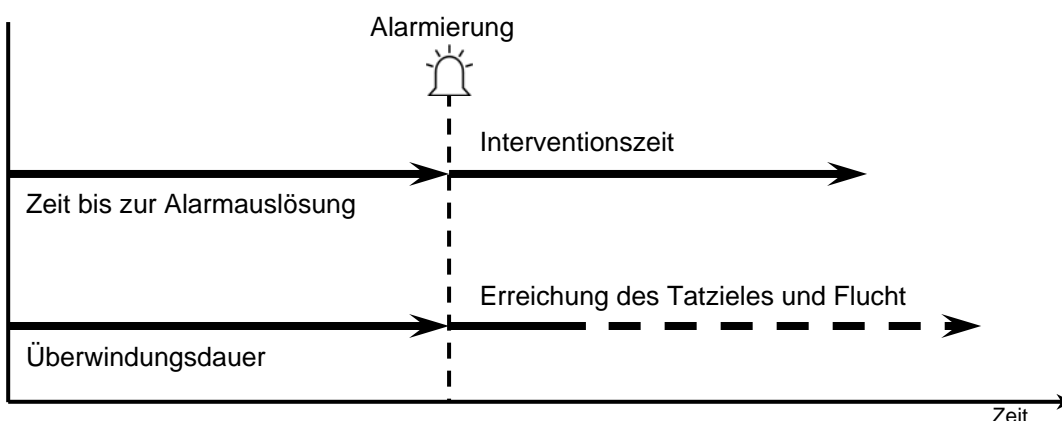 Alarmierung
Interventionszeit
Zeit bis zur Alarmauslösung
Erreichung des Tatzieles und Flucht
Überwindungsdauer
Zeit